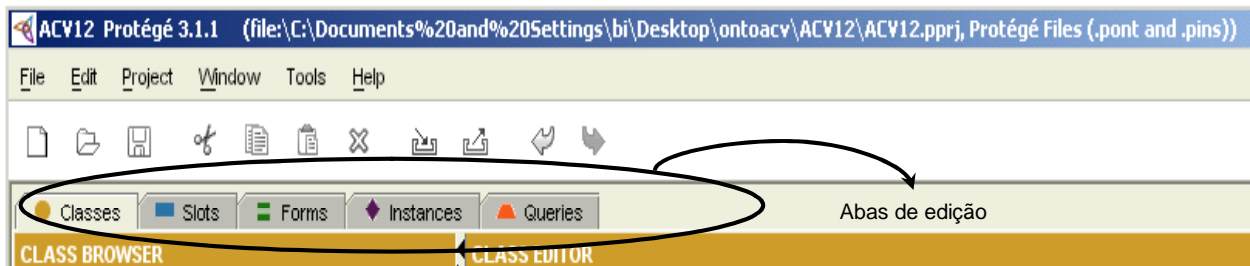 ACV12 Protégé 3.1.1 (file:\C:\Documents%20and%20Settings\bi\Desktop\ontoacv\ACV12\ACV12.pprj, Protégé Files (.pont and .pins))
File Edit Project Window Tools Help
Classes Slots Forms Instances Queries
Abas de edição
CLASS BROWSER CLASS EDITOR